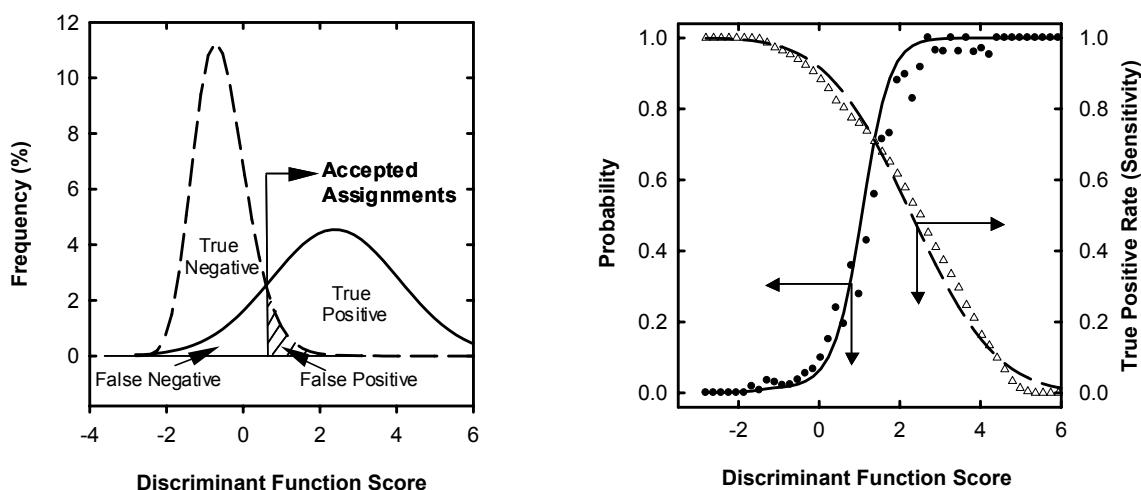 12
10
8
6
4
2
0
Frequency (%)
-4 -2 0 2 4 6
Discriminant Function Score
Accepted
Assignments
True
Negative
True
Positive
False Negative
False Positive
1.0
0.8
0.6
0.4
0.2
0.0
Probability
-2 0 2 4 6
Discriminant Function Score
1.0
0.8
0.6
0.4
0.2
0.0
True Positive Rate (Sensitivity)